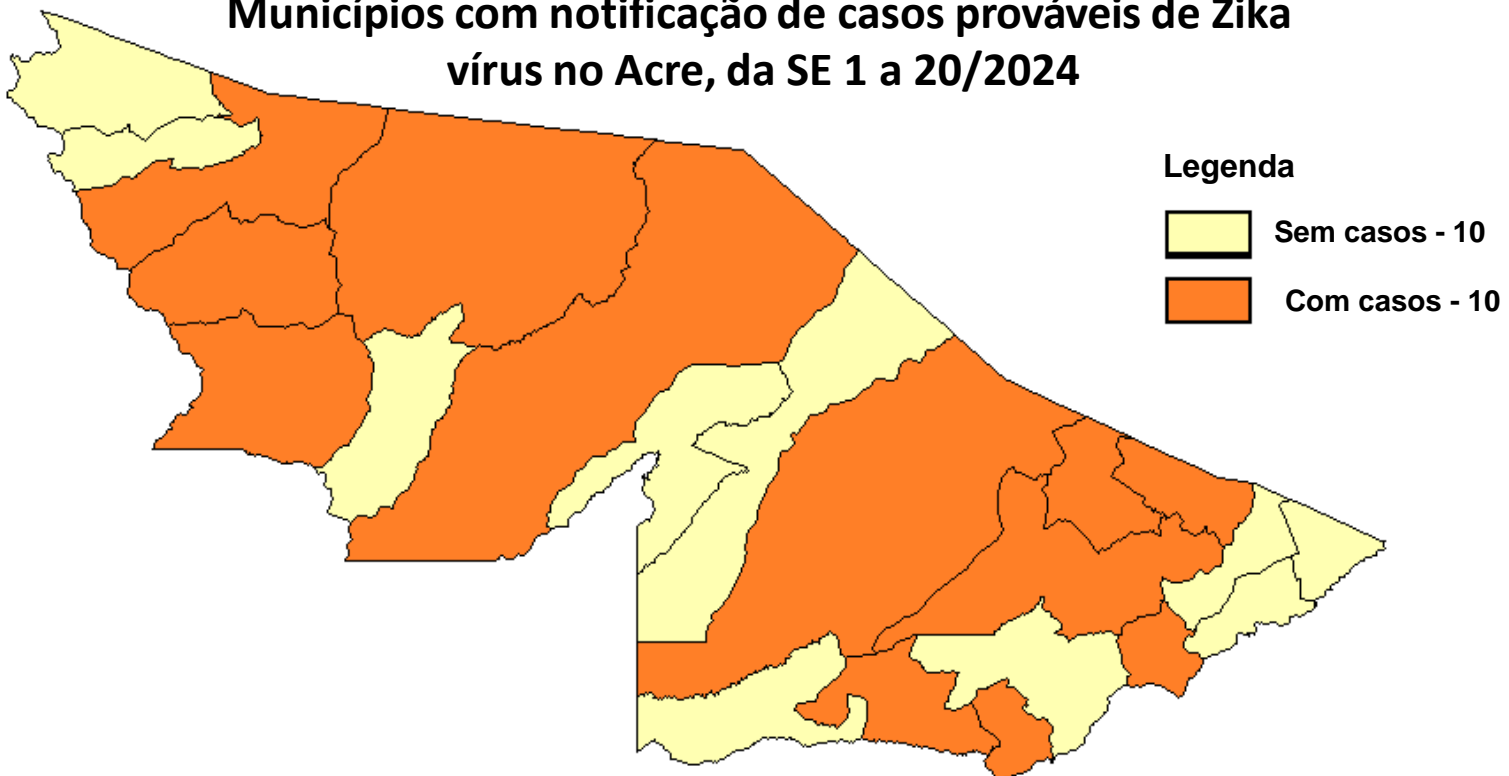 Municípios com notificação de casos prováveis de Zika
vírus no Acre, da SE 1 a 20/2024
Legenda
Sem casos - 10
Com casos - 10